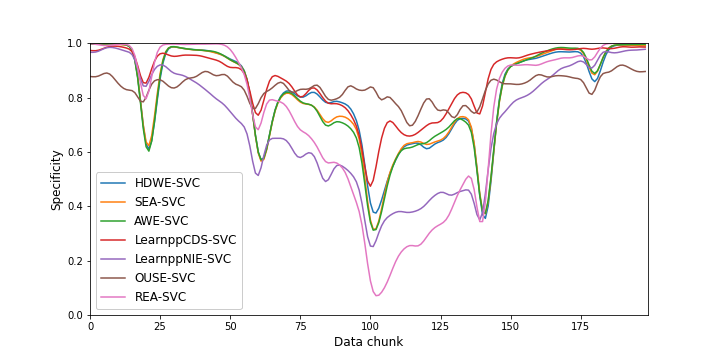 1.0
0.8
0.6
0.4
0.2
0.0
Specificity
HDWE-SVC
SEA-SVC
AWE-SVC
LearnppCDS-SVC
LearnppNIE-SVC
OUSE-SVC
REA-SVC
0 25 50 75 100 125 150 175
Data chunk